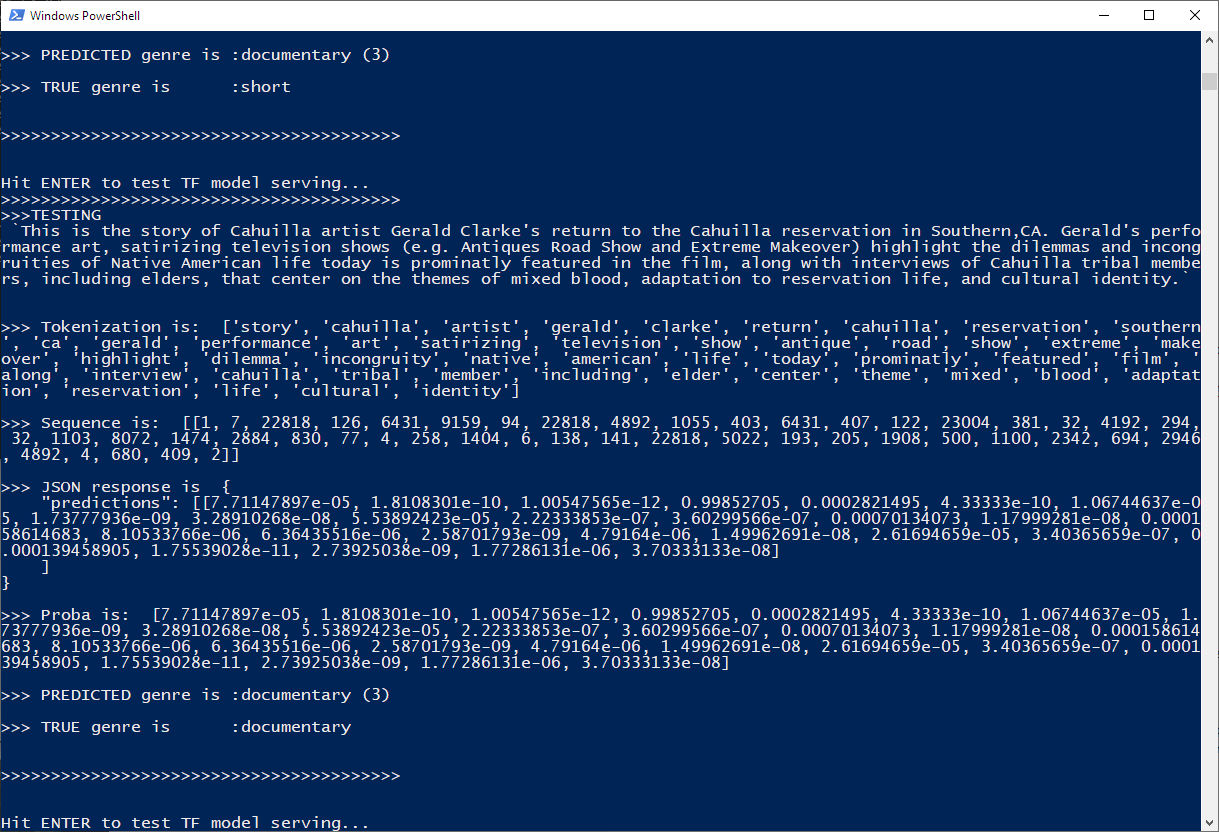 Windows PowerShell
>>> PREDICTED genre is :documentary (3)
>>> TRUE genre is      :short
>>>>>>>>>>>>>>>>>>>>>>>>>>>>>>>>>>>>>>>>
Hit ENTER to test TF model serving...
>>>>>>>>>>>>>>>>>>>>>>>>>>>>>>>>>>>>>>>>
>>>TESTING
 `This is the story of Cahuilla artist Gerald Clarke's return to the Cahuilla reservation in Southern,CA. Gerald's perfo
rmance art, satirizing television shows (e.g. Antiques Road Show and Extreme Makeover) highlight the dilemmas and incong
ruities of Native American life today is prominatly featured in the film, along with interviews of Cahuilla tribal membe
rs, including elders, that center on the themes of mixed blood, adaptation to reservation life, and cultural identity.`
>>> Tokenization is:  ['story', 'cahuilla', 'artist', 'gerald', 'clarke', 'return', 'cahuilla', 'reservation', 'southern
', 'ca', 'gerald', 'performance', 'art', 'satirizing', 'television', 'show', 'antique', 'road', 'show', 'extreme', 'make
over', 'highlight', 'dilemma', 'incongruity', 'native', 'american', 'life', 'today', 'prominatly', 'featured', 'film', '
along', 'interview', 'cahuilla', 'tribal', 'member', 'including', 'elder', 'center', 'theme', 'mixed', 'blood', 'adaptat
ion', 'reservation', 'life', 'cultural', 'identity']
>>> Sequence is:  [[1, 7, 22818, 126, 6431, 9159, 94, 22818, 4892, 1055, 403, 6431, 407, 122, 23004, 381, 32, 4192, 294,
 32, 1103, 8072, 1474, 2884, 830, 77, 4, 258, 1404, 6, 138, 141, 22818, 5022, 193, 205, 1908, 500, 1100, 2342, 694, 2946
, 4892, 4, 680, 409, 2]]
>>> JSON response is  {
    "predictions": [[7.71147897e-05, 1.8108301e-10, 1.00547565e-12, 0.99852705, 0.0002821495, 4.33333e-10, 1.06744637e-0
5, 1.73777936e-09, 3.28910268e-08, 5.53892423e-05, 2.22333853e-07, 3.60299566e-07, 0.00070134073, 1.17999281e-08, 0.0001
58614683, 8.10533766e-06, 6.36435516e-06, 2.58701793e-09, 4.79164e-06, 1.49962691e-08, 2.61694659e-05, 3.40365659e-07, 0
.000139458905, 1.75539028e-11, 2.73925038e-09, 1.77286131e-06, 3.70333133e-08]
    ]
}
>>> Proba is:  [7.71147897e-05, 1.8108301e-10, 1.00547565e-12, 0.99852705, 0.0002821495, 4.33333e-10, 1.06744637e-05, 1.
73777936e-09, 3.28910268e-08, 5.53892423e-05, 2.22333853e-07, 3.60299566e-07, 0.00070134073, 1.17999281e-08, 0.000158614
683, 8.10533766e-06, 6.36435516e-06, 2.58701793e-09, 4.79164e-06, 1.49962691e-08, 2.61694659e-05, 3.40365659e-07, 0.0001
39458905, 1.75539028e-11, 2.73925038e-09, 1.77286131e-06, 3.70333133e-08]
>>> PREDICTED genre is :documentary (3)
>>> TRUE genre is      :documentary
>>>>>>>>>>>>>>>>>>>>>>>>>>>>>>>>>>>>>>>>
Hit ENTER to test TF model serving...